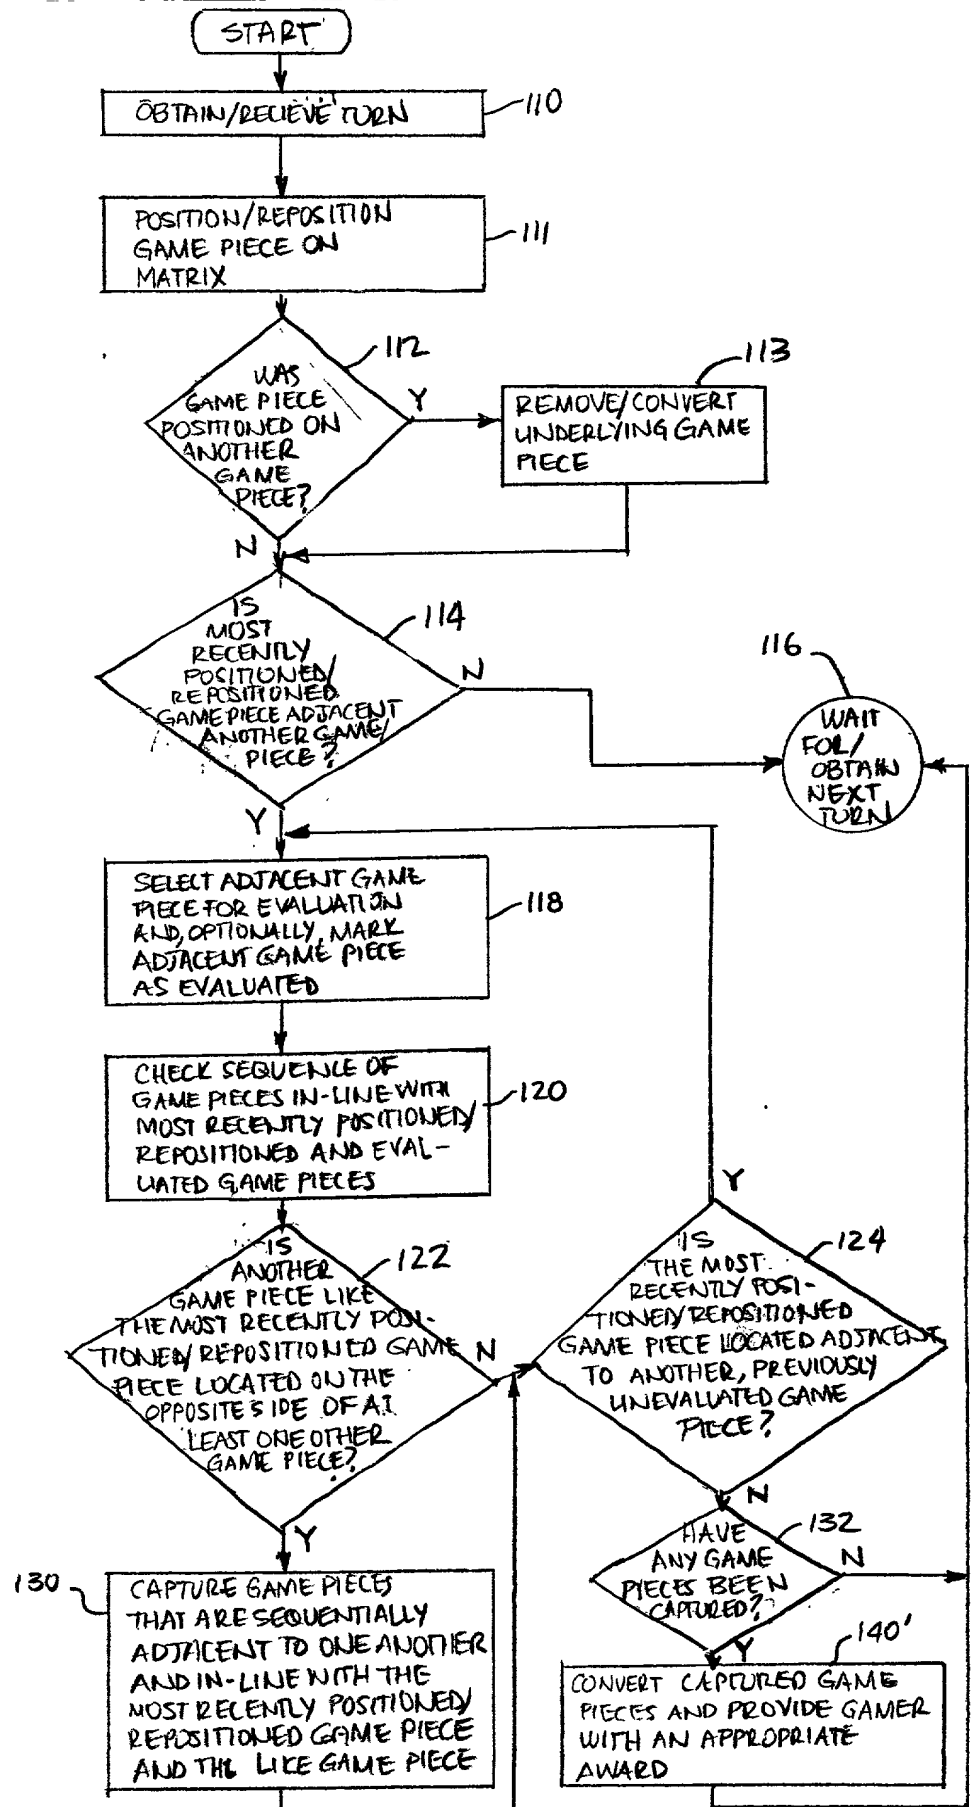 START
OBTAIN/RECIEVE TURN
110
POSITION/REPOSITION
GAME PIECE ON
MATRIX
111
WAS
GAME PIECE
POSITIONED ON
ANOTHER
GAME
PIECE?
112
Y
REMOVE/CONVERT
UNDERLYING GAME
PIECE
113
N
IS
MOST
RECENTLY
POSITIONED/
REPOSITIONED
GAME PIECE ADJACENT
ANOTHER GAME
PIECE?
114
N
116
WAIT
FOR/
OBTAIN
NEXT
TURN
Y
SELECT ADJACENT GAME
PIECE FOR EVALUATION
AND, OPTIONALLY, MARK
ADJACENT GAME PIECE
AS EVALUATED
118
CHECK SEQUENCE OF
GAME PIECES IN-LINE WITH
MOST RECENTLY POSITIONED/
REPOSITIONED AND EVAL-
UATED GAME PIECES
120
IS
ANOTHER
GAME PIECE LIKE
THE MOST RECENTLY POSI-
TIONED/REPOSITIONED GAME
PIECE LOCATED ON THE
OPPOSITE SIDE OF AT
LEAST ONE OTHER
GAME PIECE?
122
N
Y
Y
IS
THE MOST
RECENTLY POSI-
TIONED/REPOSITIONED
GAME PIECE LOCATED ADJACENT
TO ANOTHER, PREVIOUSLY
UNEVALUATED GAME
PIECE?
124
N
HAVE
ANY GAME
PIECES BEEN
CAPTURED?
132
N
Y
130
CAPTURE GAME PIECES
THAT ARE SEQUENTIALLY
ADJACENT TO ONE ANOTHER
AND IN-LINE WITH THE
MOST RECENTLY POSITIONED/
REPOSITIONED GAME PIECE
AND THE LIKE GAME PIECE
140'
CONVERT CAPTURED GAME
PIECES AND PROVIDE GAMER
WITH AN APPROPRIATE
AWARD